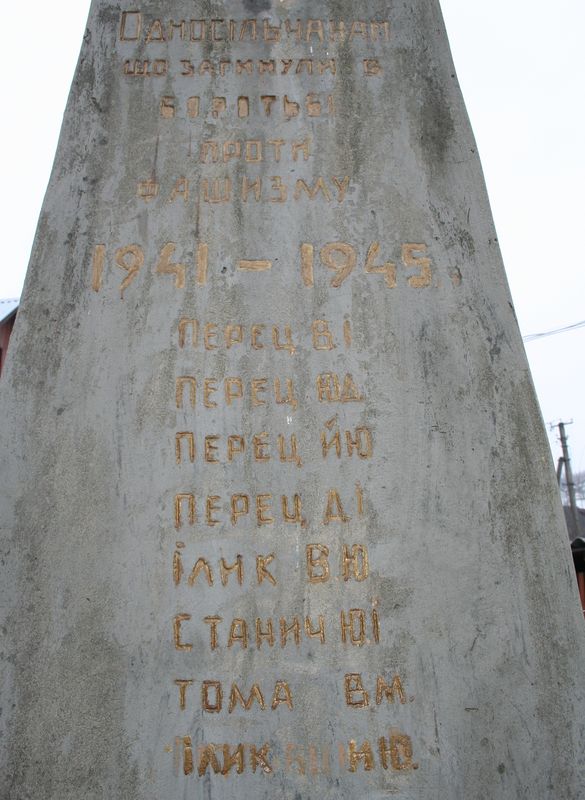 Односільчанам
що загинули в
боротьбі
проти
фашизму
1941 – 1945 р.
Перец В.І
Перец Ю.Д.
Перец Й Ю
Перец Д І
Ілик В.Ю
Станич Ю.І
Тома В.М.
Ілик И Ю.